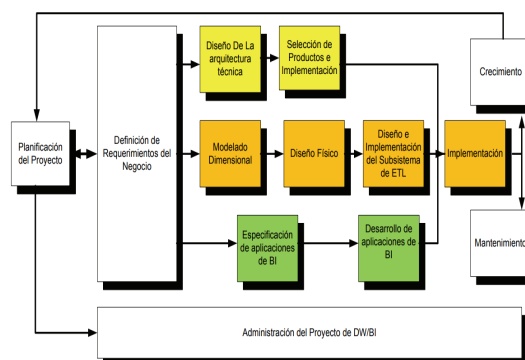 Diseño De La
arquitectura
técnica
Selección de
Productos e
Implementación
Crecimiento
Planificación
del Proyecto
Definición de
Requerimientos del
Negocio
Modelado
Dimensional
Diseño Físico
Diseño e
Implementación
del Subsistema
de ETL
Implementación
Especificación
de aplicaciones
de BI
Desarrollo de
aplicaciones de
BI
Mantenimiento
Administración del Proyecto de DW/BI